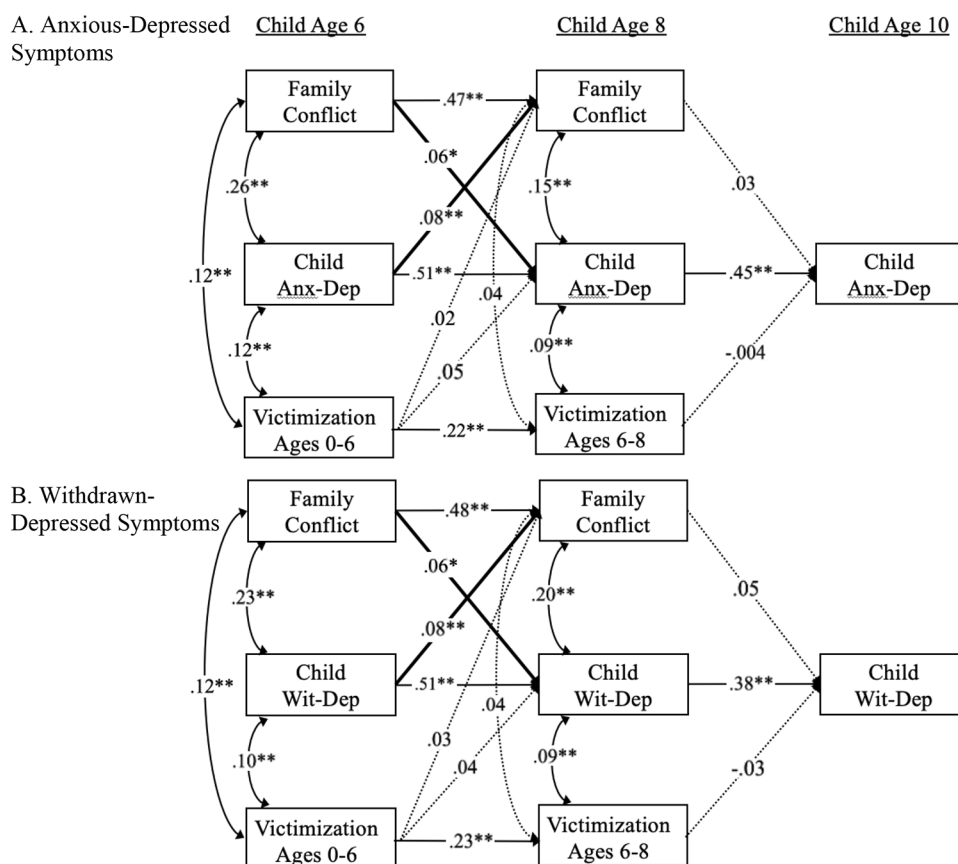 A. Anxious-Depressed
Symptoms
Child Age 6
Child Age 8
Child Age 10
Family
Conflict
.47**
Family
Conflict
.06*
.26**
.15**
.03
.08**
.12**
Child
Anx-Dep
.51**
Child
Anx-Dep
.45**
Child
Anx-Dep
.04
.02
.12**
.09**
-.004
.05
Victimization
Ages 0-6
.22**
Victimization
Ages 6-8
B. Withdrawn-
Depressed Symptoms
Family
Conflict
.48**
Family
Conflict
.06*
.23**
.20**
.05
.08**
.12**
Child
Wit-Dep
.51**
Child
Wit-Dep
.38**
Child
Wit-Dep
.04
.03
.10**
.09**
-.03
.04
Victimization
Ages 0-6
.23**
Victimization
Ages 6-8